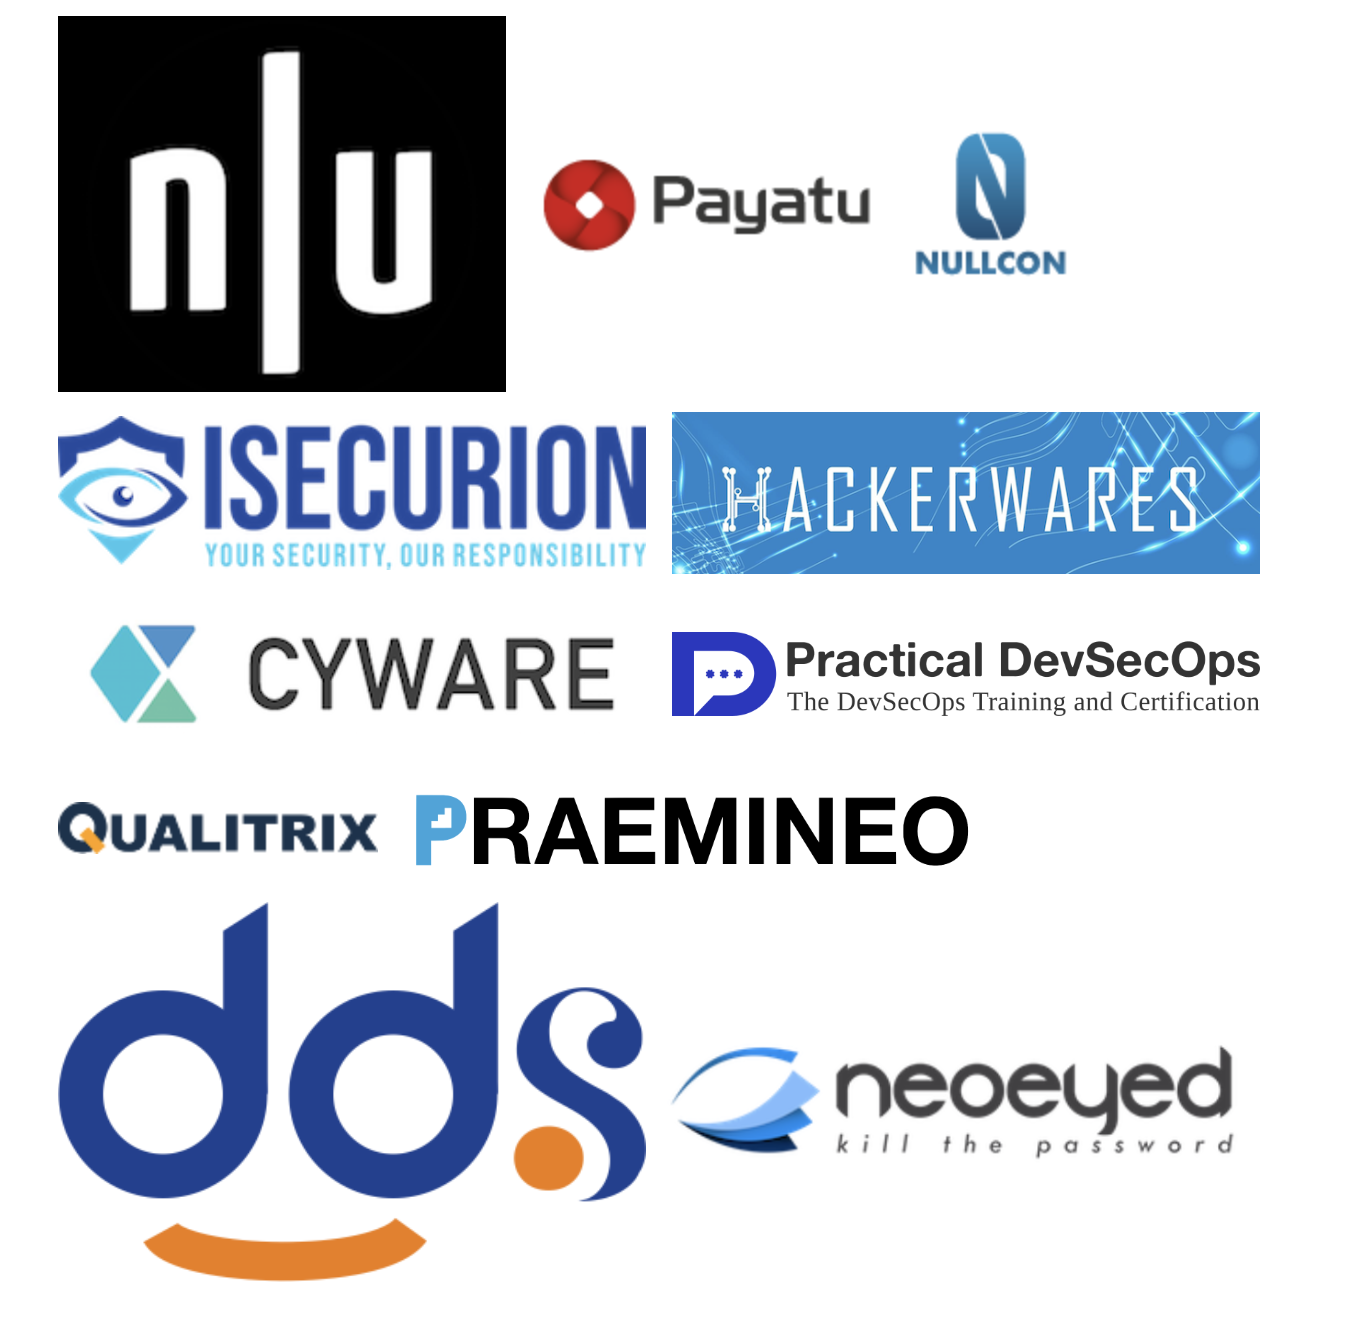 n|u
Payatu
NULLCON
ISECURION
YOUR SECURITY, OUR RESPONSIBILITY
HACKERWARES
CYWARE
Practical DevSecOps
The DevSecOps Training and Certification
QUALITRIX
PRAEMINEO
dds
neoeyed
kill the password